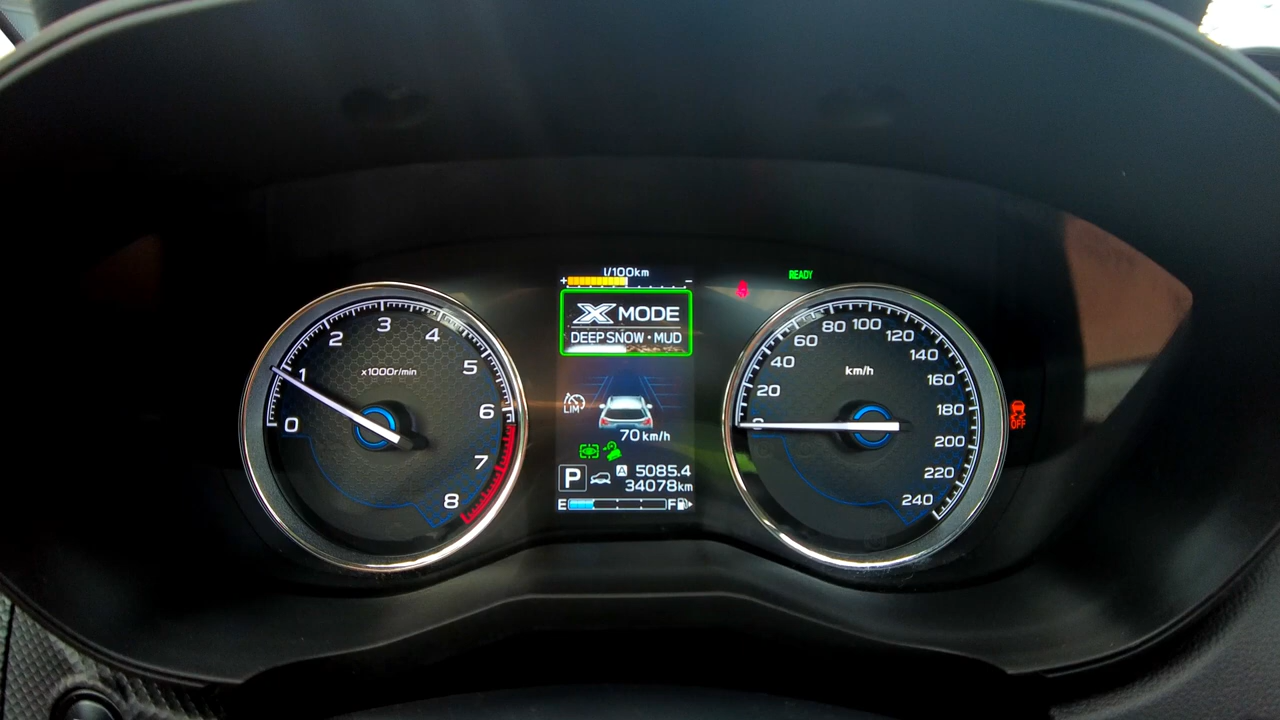 l/100km
+ −
X MODE
DEEP SNOW・MUD
READY
0
1
2
3
4
5
6
7
8
x1000r/min
LIM
70 km/h
P
A 5085.4
34078km
E F
0
20
40
60
80
100
120
140
160
180
200
220
240
km/h
OFF